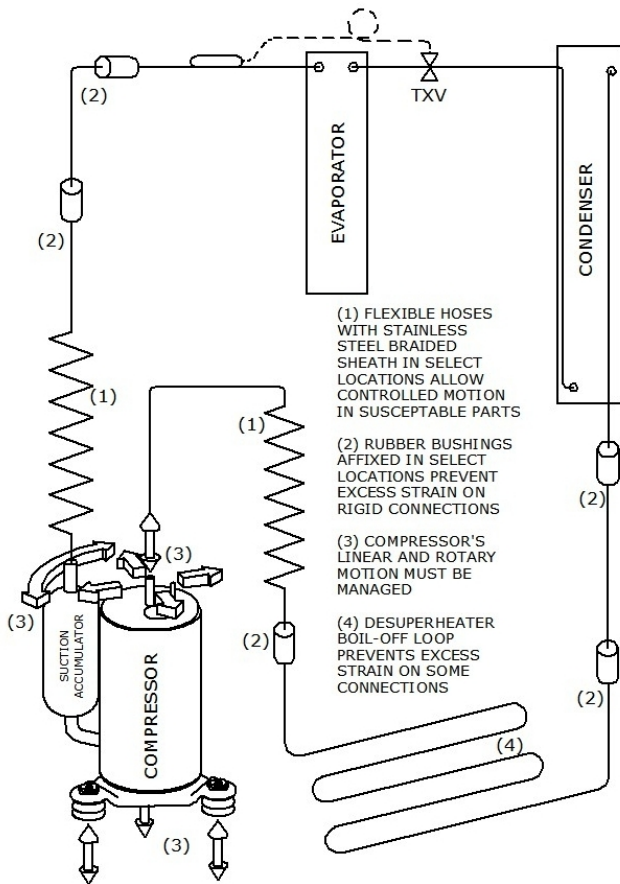 (2)
TXV
(2)
EVAPORATOR
CONDENSER
(1) FLEXIBLE HOSES
WITH STAINLESS
STEEL BRAIDED
SHEATH IN SELECT
LOCATIONS ALLOW
CONTROLLED MOTION
IN SUSCEPTABLE PARTS
(1)
(1)
(2) RUBBER BUSHINGS
AFFIXED IN SELECT
LOCATIONS PREVENT
EXCESS STRAIN ON
RIGID CONNECTIONS
(2)
(3)
(3) COMPRESSOR'S
LINEAR AND ROTARY
MOTION MUST BE
MANAGED
(3)
(4) DESUPERHEATER
BOIL-OFF LOOP
PREVENTS EXCESS
STRAIN ON SOME
CONNECTIONS
(2)
(2)
SUCTION
ACCUMULATOR
COMPRESSOR
(4)
(3)